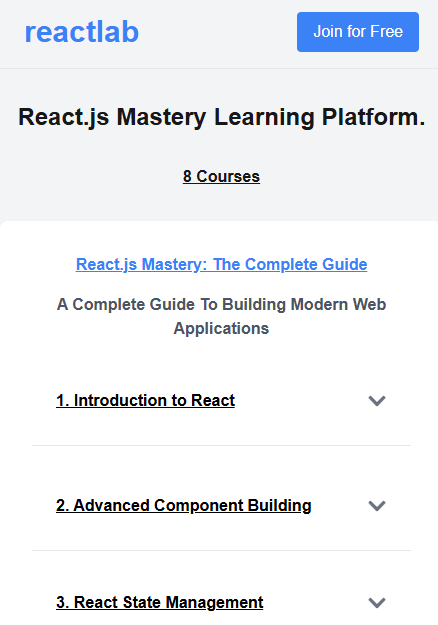 reactlab
Join for Free
React.js Mastery Learning Platform.
8 Courses
React.js Mastery: The Complete Guide
A Complete Guide To Building Modern Web
Applications
1. Introduction to React
2. Advanced Component Building
3. React State Management